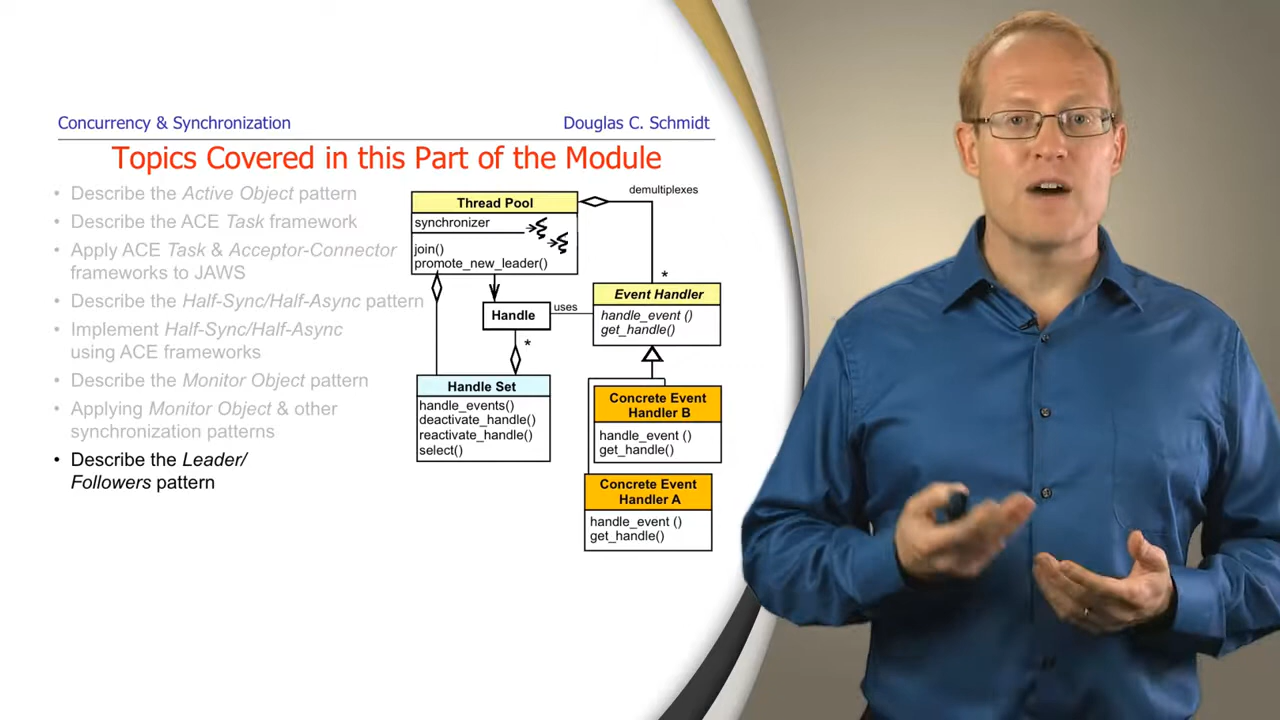 Concurrency & Synchronization
Douglas C. Schmidt
Topics Covered in this Part of the Module
• Describe the Active Object pattern
• Describe the ACE Task framework
• Apply ACE Task & Acceptor-Connector
frameworks to JAWS
• Describe the Half-Sync/Half-Async pattern
• Implement Half-Sync/Half-Async
using ACE frameworks
• Describe the Monitor Object pattern
• Applying Monitor Object & other
synchronization patterns
• Describe the Leader/
Followers pattern
demultiplexes
Thread Pool
synchronizer
join()
promote_new_leader()
*
Event Handler
handle_event ()
get_handle()
uses
Handle
*
Handle Set
handle_events()
deactivate_handle()
reactivate_handle()
select()
Concrete Event
Handler B
handle_event ()
get_handle()
Concrete Event
Handler A
handle_event ()
get_handle()